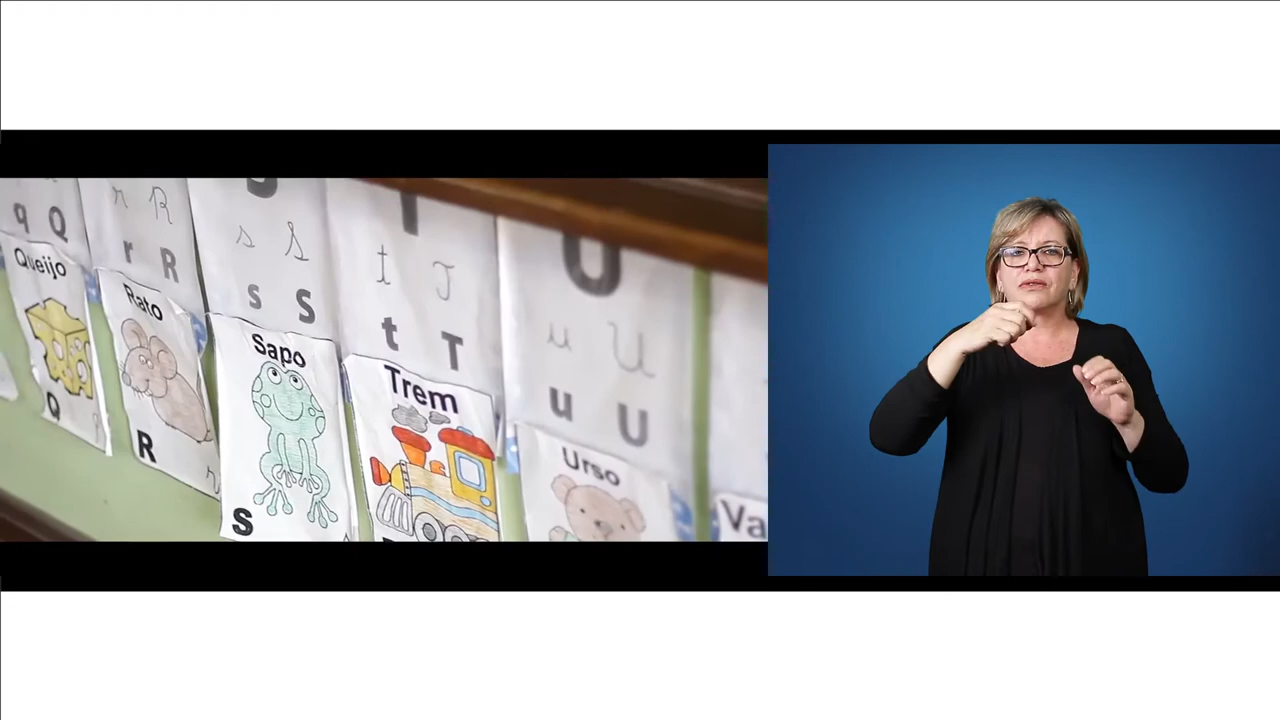 q Q
Queijo
Q
r R
r R
Rato
R
s S
s S
Sapo
S
T
t T
t T
Trem
U
u U
u U
Urso
Va